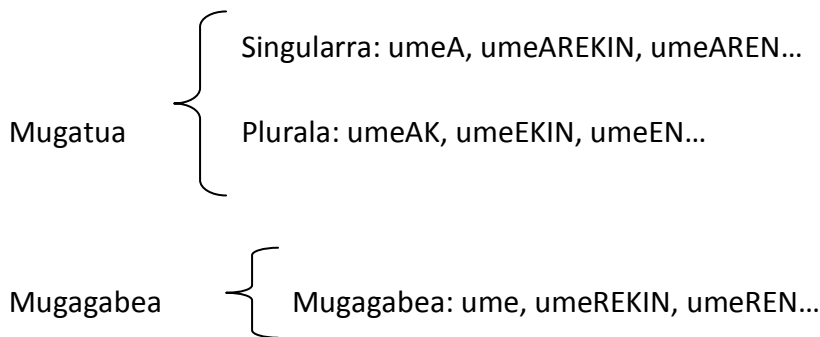 Singularra: umeA, umeAREKIN, umeAREN…
Mugatua
Plurala: umeAK, umeEKIN, umeEN…
Mugagabea
Mugagabea: ume, umeREKIN, umeREN…